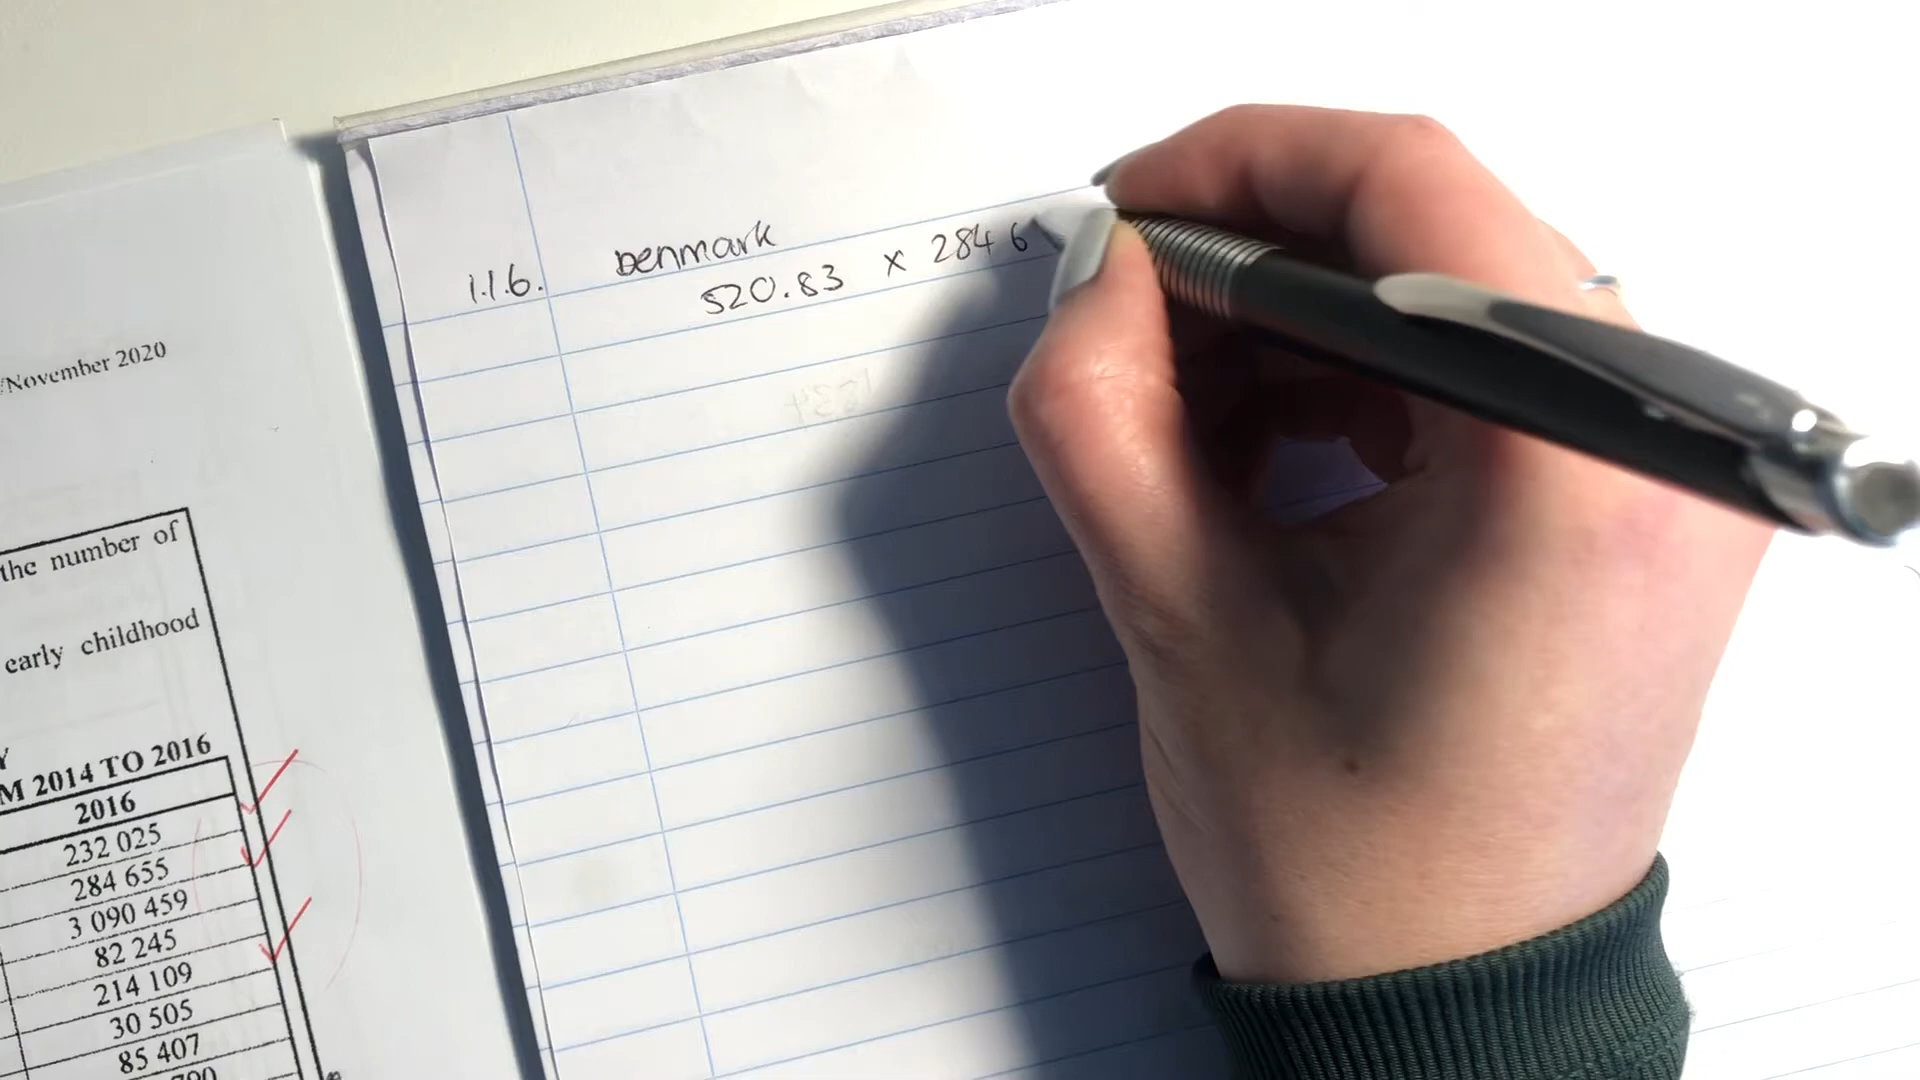 /November 2020
the number of
early childhood
Y
M 2014 TO 2016
2016
232 025
284 655
3 090 459
82 245
214 109
30 505
85 407
790
1.1.6. Denmark
520.83 x 284 6